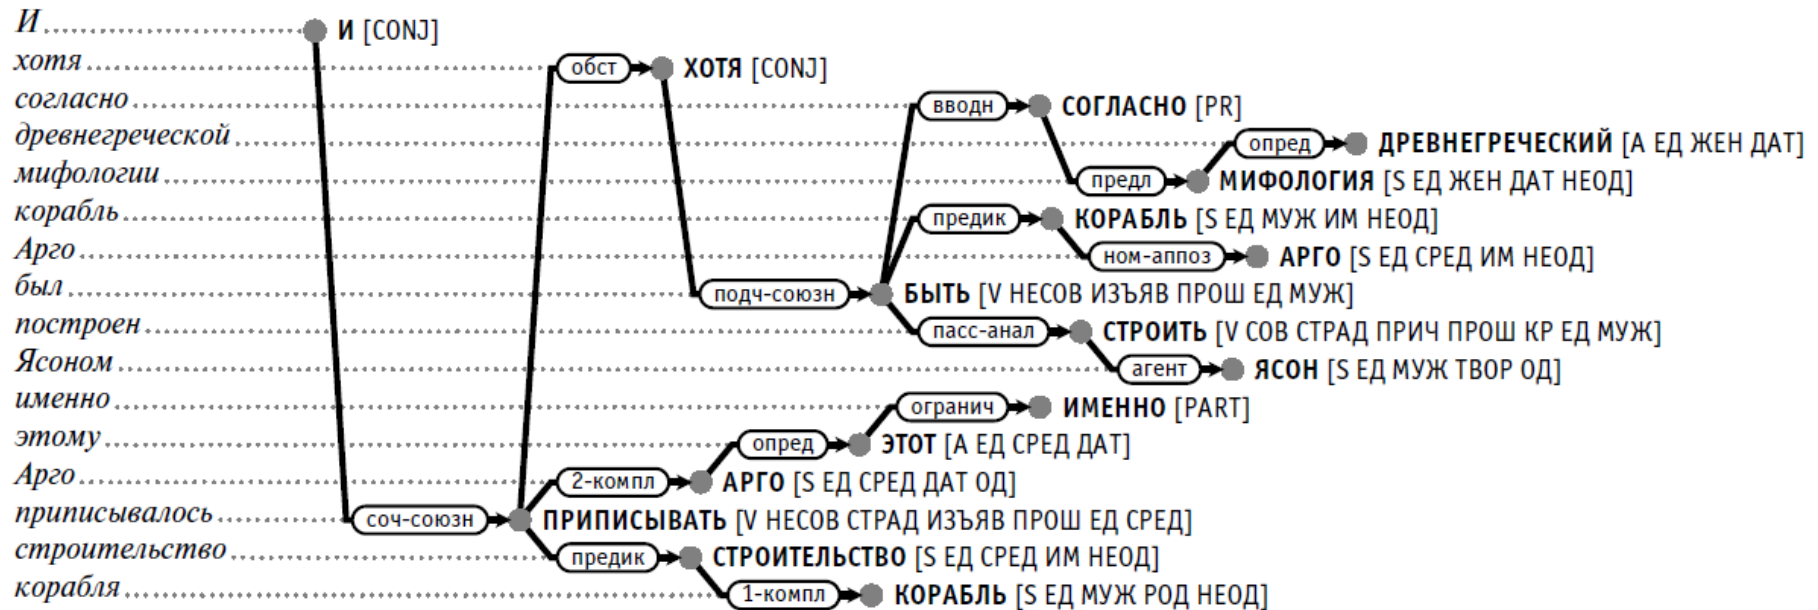 И И [CONJ]
хотя обст ХОТЯ [CONJ]
согласно вводн СОГЛАСНО [PR]
древнегреческой опред ДРЕВНЕГРЕЧЕСКИЙ [A ЕД ЖЕН ДАТ]
мифологии предл МИФОЛОГИЯ [S ЕД ЖЕН ДАТ НЕОД]
корабль предик КОРАБЛЬ [S ЕД МУЖ ИМ НЕОД]
Арго ном-аппоз АРГО [S ЕД СРЕД ИМ НЕОД]
был подч-союзн БЫТЬ [V НЕСОВ ИЗЪЯВ ПРОШ ЕД МУЖ]
построен пасс-анал СТРОИТЬ [V СОВ СТРАД ПРИЧ ПРОШ КР ЕД МУЖ]
Ясоном агент ЯСОН [S ЕД МУЖ ТВОР ОД]
именно огранич ИМЕННО [PART]
этому опред ЭТОТ [A ЕД СРЕД ДАТ]
Арго 2-компл АРГО [S ЕД СРЕД ДАТ ОД]
приписывалось соч-союзн ПРИПИСЫВАТЬ [V НЕСОВ СТРАД ИЗЪЯВ ПРОШ ЕД СРЕД]
строительство предик СТРОИТЕЛЬСТВО [S ЕД СРЕД ИМ НЕОД]
корабля 1-компл КОРАБЛЬ [S ЕД МУЖ РОД НЕОД]